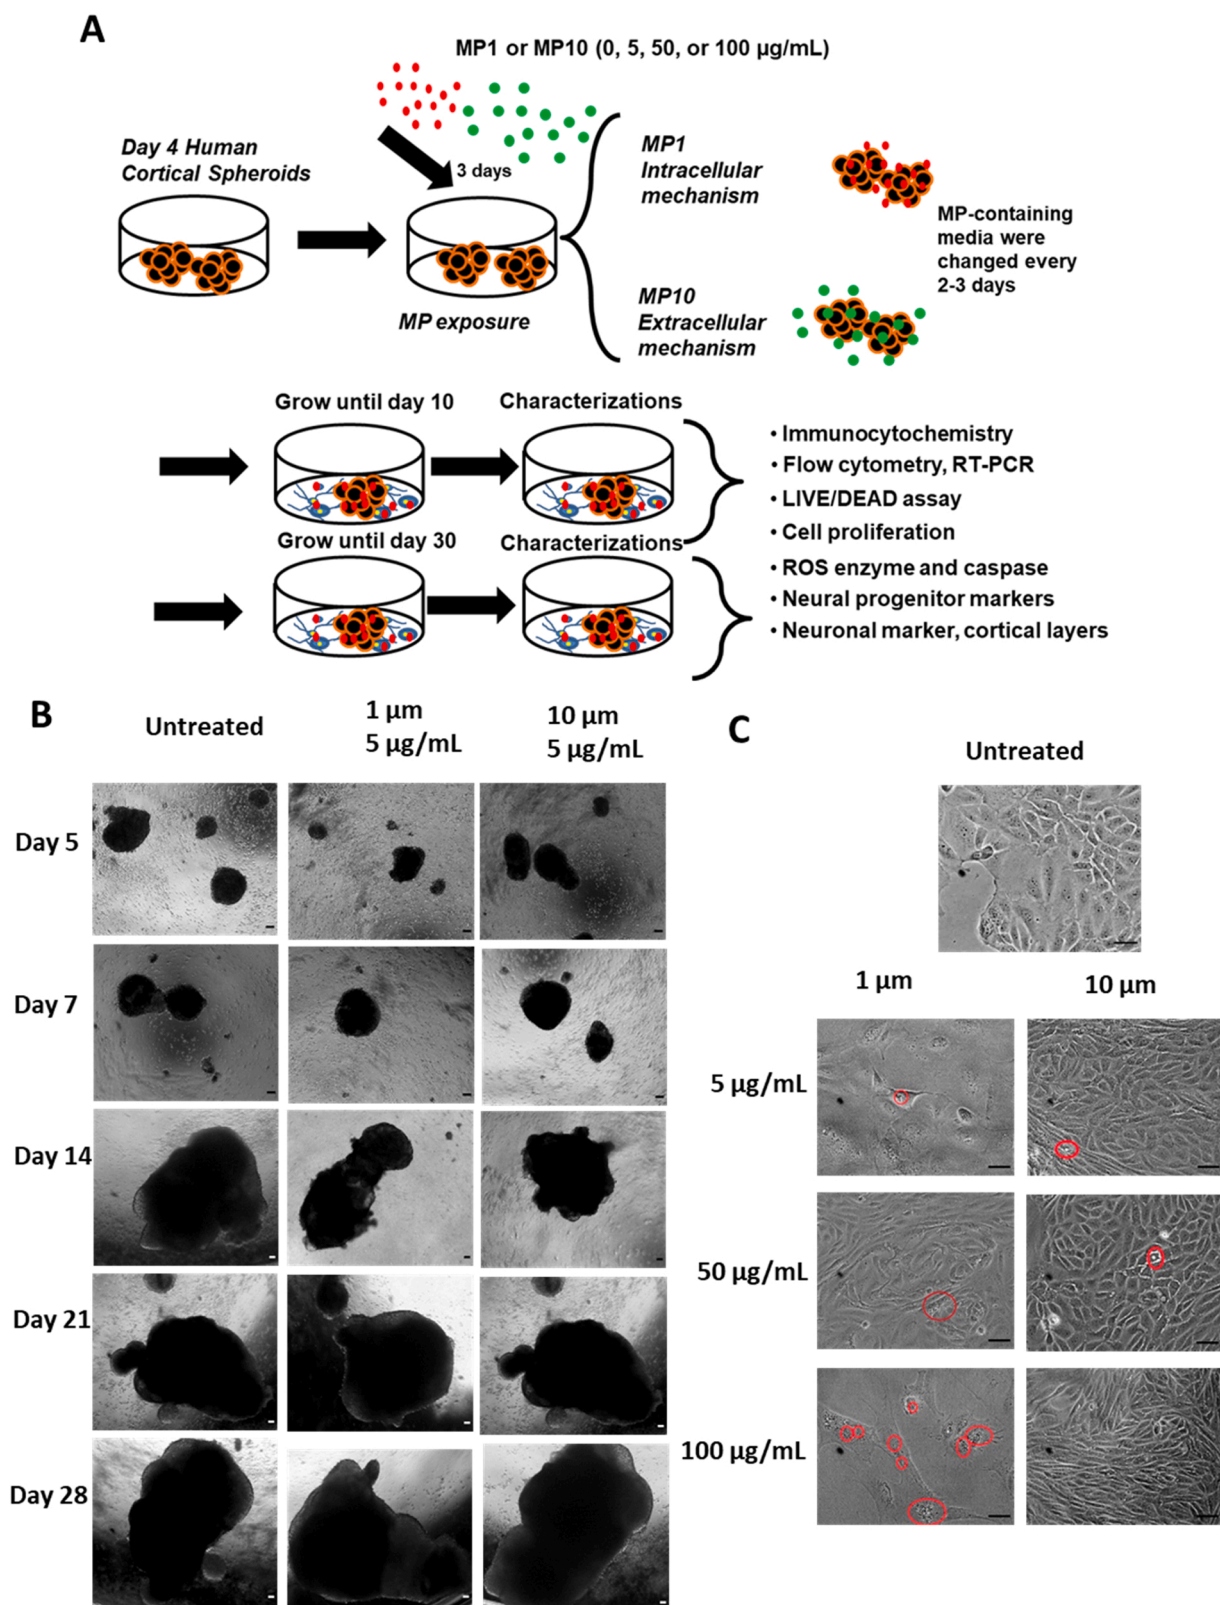 A
MP1 or MP10 (0, 5, 50, or 100 µg/mL)
Day 4 Human
Cortical Spheroids
3 days
MP exposure
MP1
Intracellular
mechanism
MP10
Extracellular
mechanism
MP-containing
media were
changed every
2-3 days
Grow until day 10
Characterizations
Grow until day 30
Characterizations
• Immunocytochemistry
• Flow cytometry, RT-PCR
• LIVE/DEAD assay
• Cell proliferation
• ROS enzyme and caspase
• Neural progenitor markers
• Neuronal marker, cortical layers
B
Untreated
1 µm
5 µg/mL
10 µm
5 µg/mL
Day 5
Day 7
Day 14
Day 21
Day 28
C
Untreated
1 µm
10 µm
5 µg/mL
50 µg/mL
100 µg/mL